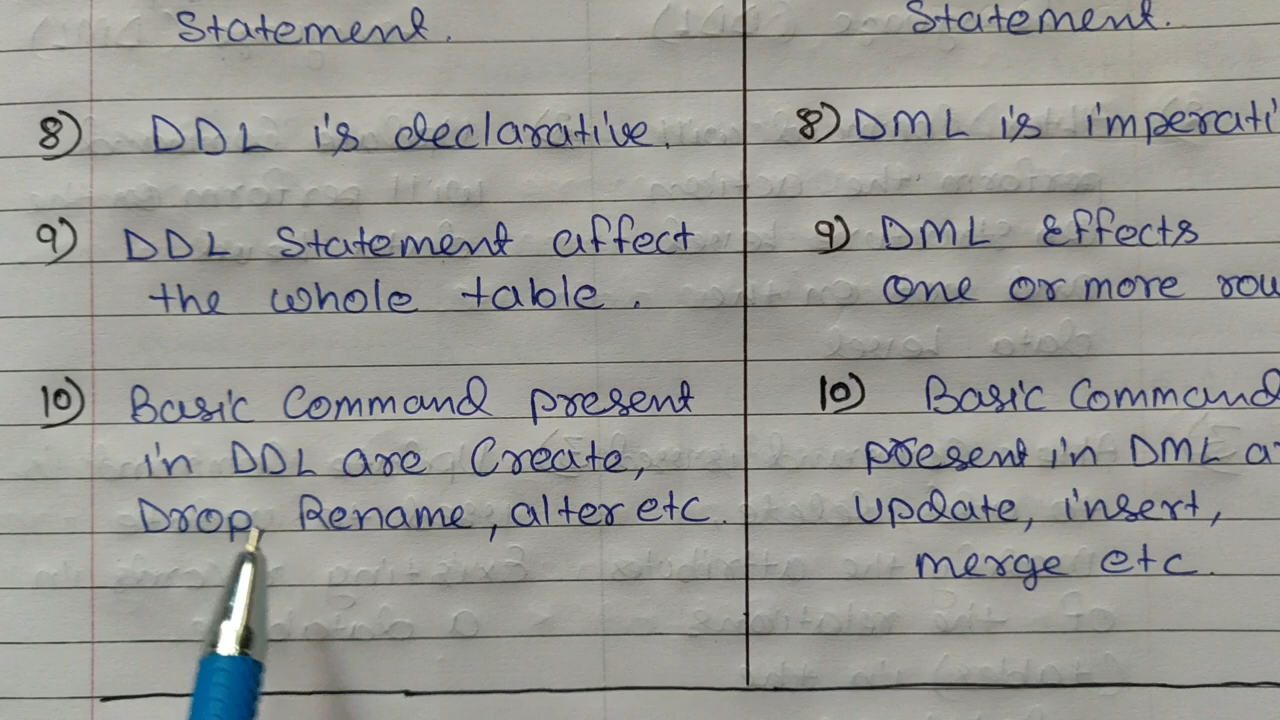 Statement.
8) DDL is declarative.
9) DDL Statement affect
the whole table.
10) Basic Command present
in DDL are Create,
Drop, Rename, alter etc.
Statement.
8) DML is imperati
9) DML Effects
One or more row
10) Basic Command
present in DML a
Update, insert,
merge etc.